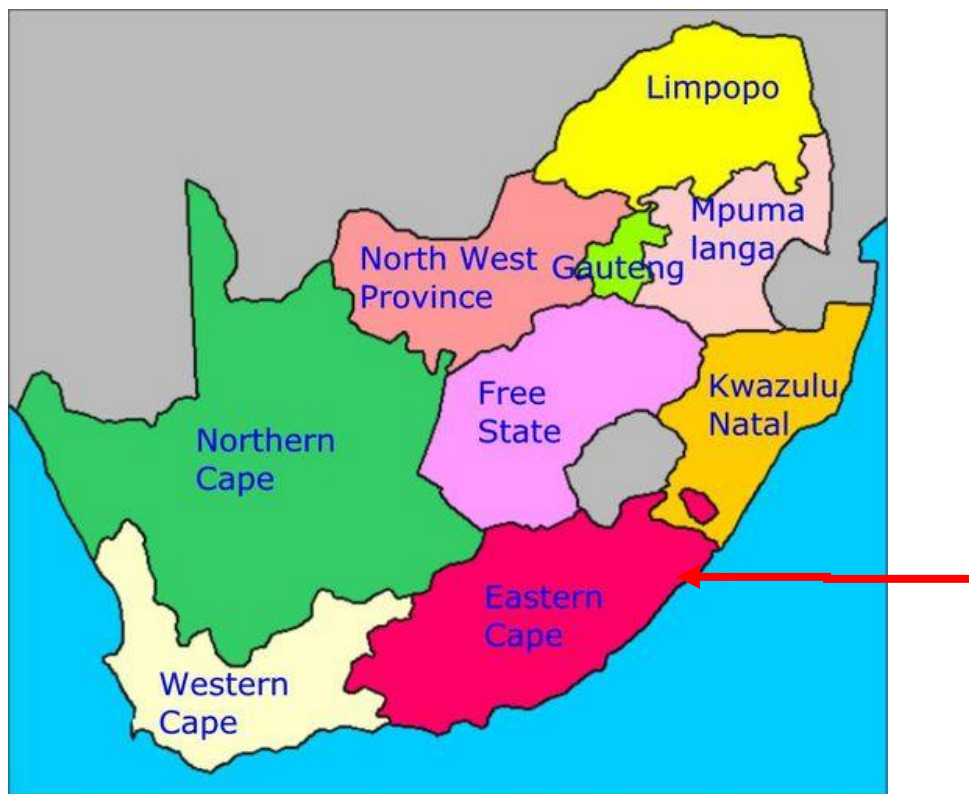 Limpopo
Mpuma
langa
North West
Province
Gauteng
Free
State
Kwazulu
Natal
Northern
Cape
Eastern
Cape
Western
Cape